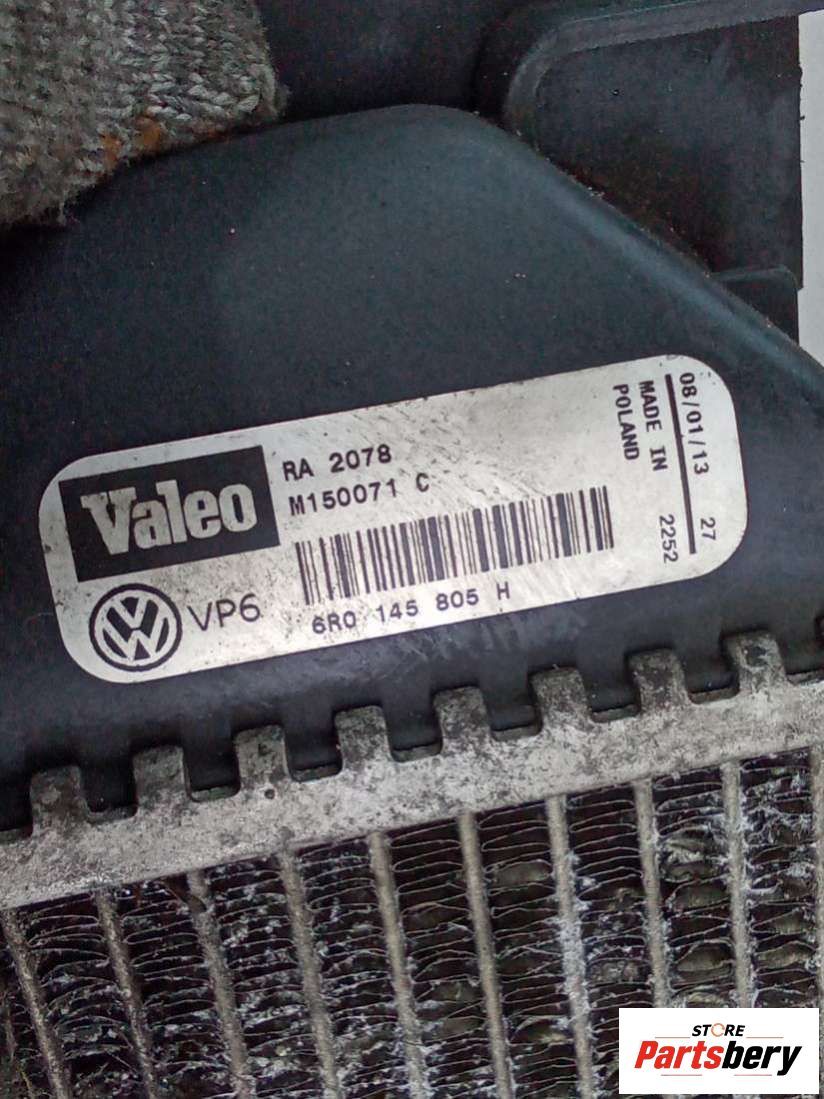 Valeo
RA 2078
M150071 C
VP6
6R0 145 805 H
MADE IN
POLAND
08/01/13 27
2252
STORE
Partsbery